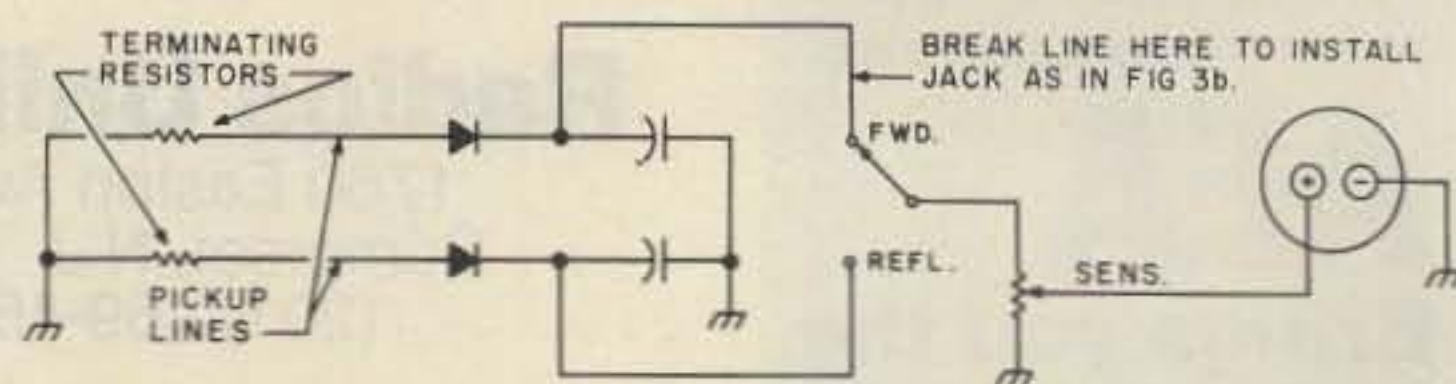 TERMINATING
RESISTORS
BREAK LINE HERE TO INSTALL
JACK AS IN FIG 3b.
FWD.
+ −
REFL.
SENS.
PICKUP
LINES